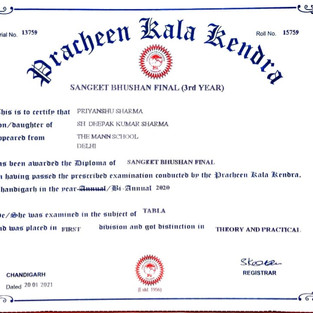 rial No. 13759 Roll No. 15759
Pracheen Kala Kendra
SANGEET BHUSHAN FINAL (3rd YEAR)
his is to certify that PRIYANSHU SHARMA
on/daughter of SH DEEPAK KUMAR SHARMA
ppeared from THE MANN SCHOOL
DELHI
as been awarded the Diploma of SANGEET BHUSHAN FINAL
n having passed the prescribed examination conducted by the Pracheen Kala Kendra,
handigarh in the year Annual/Bi-Annual 2020
e/She was examined in the subject of TABLA
nd was placed in FIRST division and got distinction in THEORY AND PRACTICAL
CHANDIGARH
Dated 20 01 2021
REGISTRAR